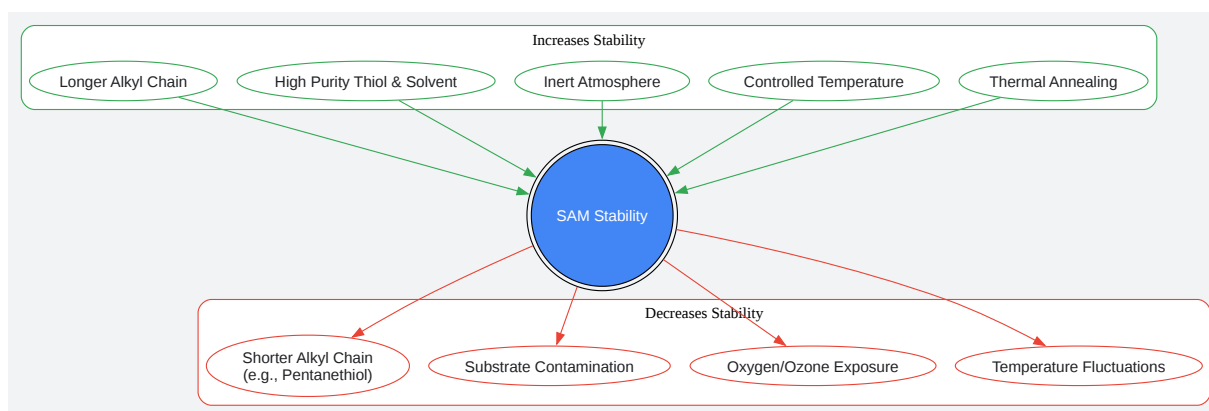 Increases Stability
Longer Alkyl Chain
High Purity Thiol & Solvent
Inert Atmosphere
Controlled Temperature
Thermal Annealing
SAM Stability
Decreases Stability
Shorter Alkyl Chain
(e.g., Pentanethiol)
Substrate Contamination
Oxygen/Ozone Exposure
Temperature Fluctuations